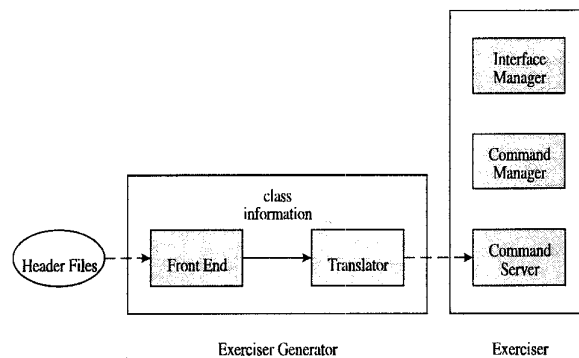 Interface
Manager
Command
Manager
class
information
Header Files
Front End
Translator
Command
Server
Exerciser Generator
Exerciser